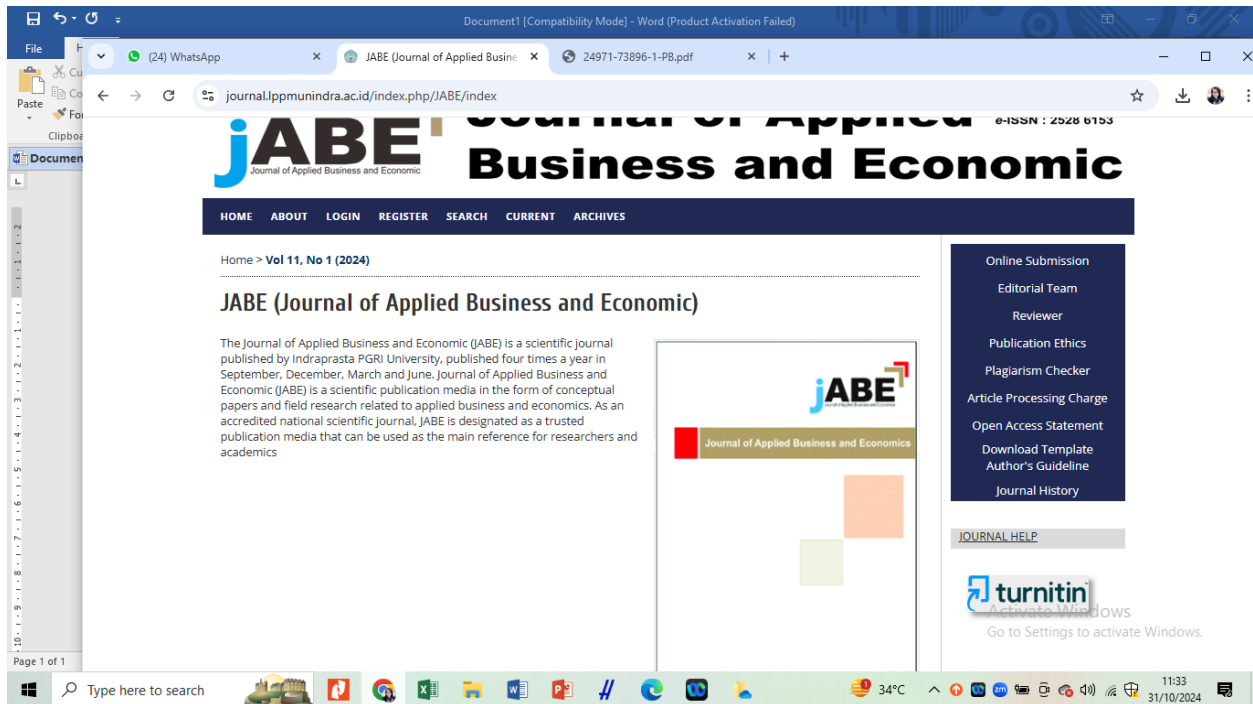 Document1 [Compatibility Mode] - Word (Product Activation Failed)
File
(24) WhatsApp
JABE (Journal of Applied Busine
24971-73896-1-PB.pdf
Paste
Clipboa
journal.lppmunindra.ac.id/index.php/JABE/index
Documen
jABE
Journal of Applied Business and Economic
Journal of Applied
Business and Economic
e-ISSN : 2528 6153
HOME ABOUT LOGIN REGISTER SEARCH CURRENT ARCHIVES
Home > Vol 11, No 1 (2024)
JABE (Journal of Applied Business and Economic)
The Journal of Applied Business and Economic (JABE) is a scientific journal
published by Indraprasta PGRI University, published four times a year in
September, December, March and June. Journal of Applied Business and
Economic (JABE) is a scientific publication media in the form of conceptual
papers and field research related to applied business and economics. As an
accredited national scientific journal, JABE is designated as a trusted
publication media that can be used as the main reference for researchers and
academics
jABE
Journal of Applied Business and Economics
Online Submission
Editorial Team
Reviewer
Publication Ethics
Plagiarism Checker
Article Processing Charge
Open Access Statement
Download Template
Author's Guideline
Journal History
JOURNAL HELP
turnitin
Activate Windows
Go to Settings to activate Windows.
Page 1 of 1
Type here to search
34°C
11:33
31/10/2024